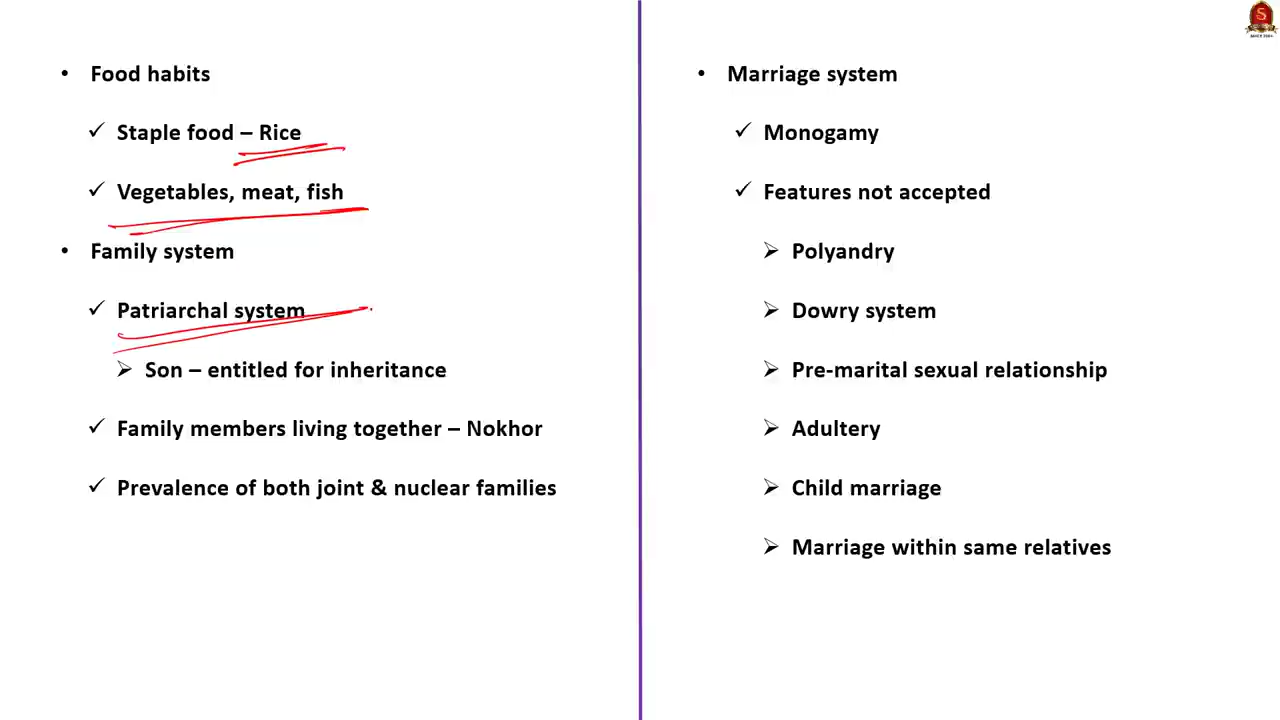 Food habits
Staple food – Rice
Vegetables, meat, fish
Family system
Patriarchal system
Son – entitled for inheritance
Family members living together – Nokhor
Prevalence of both joint & nuclear families
Marriage system
Monogamy
Features not accepted
Polyandry
Dowry system
Pre-marital sexual relationship
Adultery
Child marriage
Marriage within same relatives
S